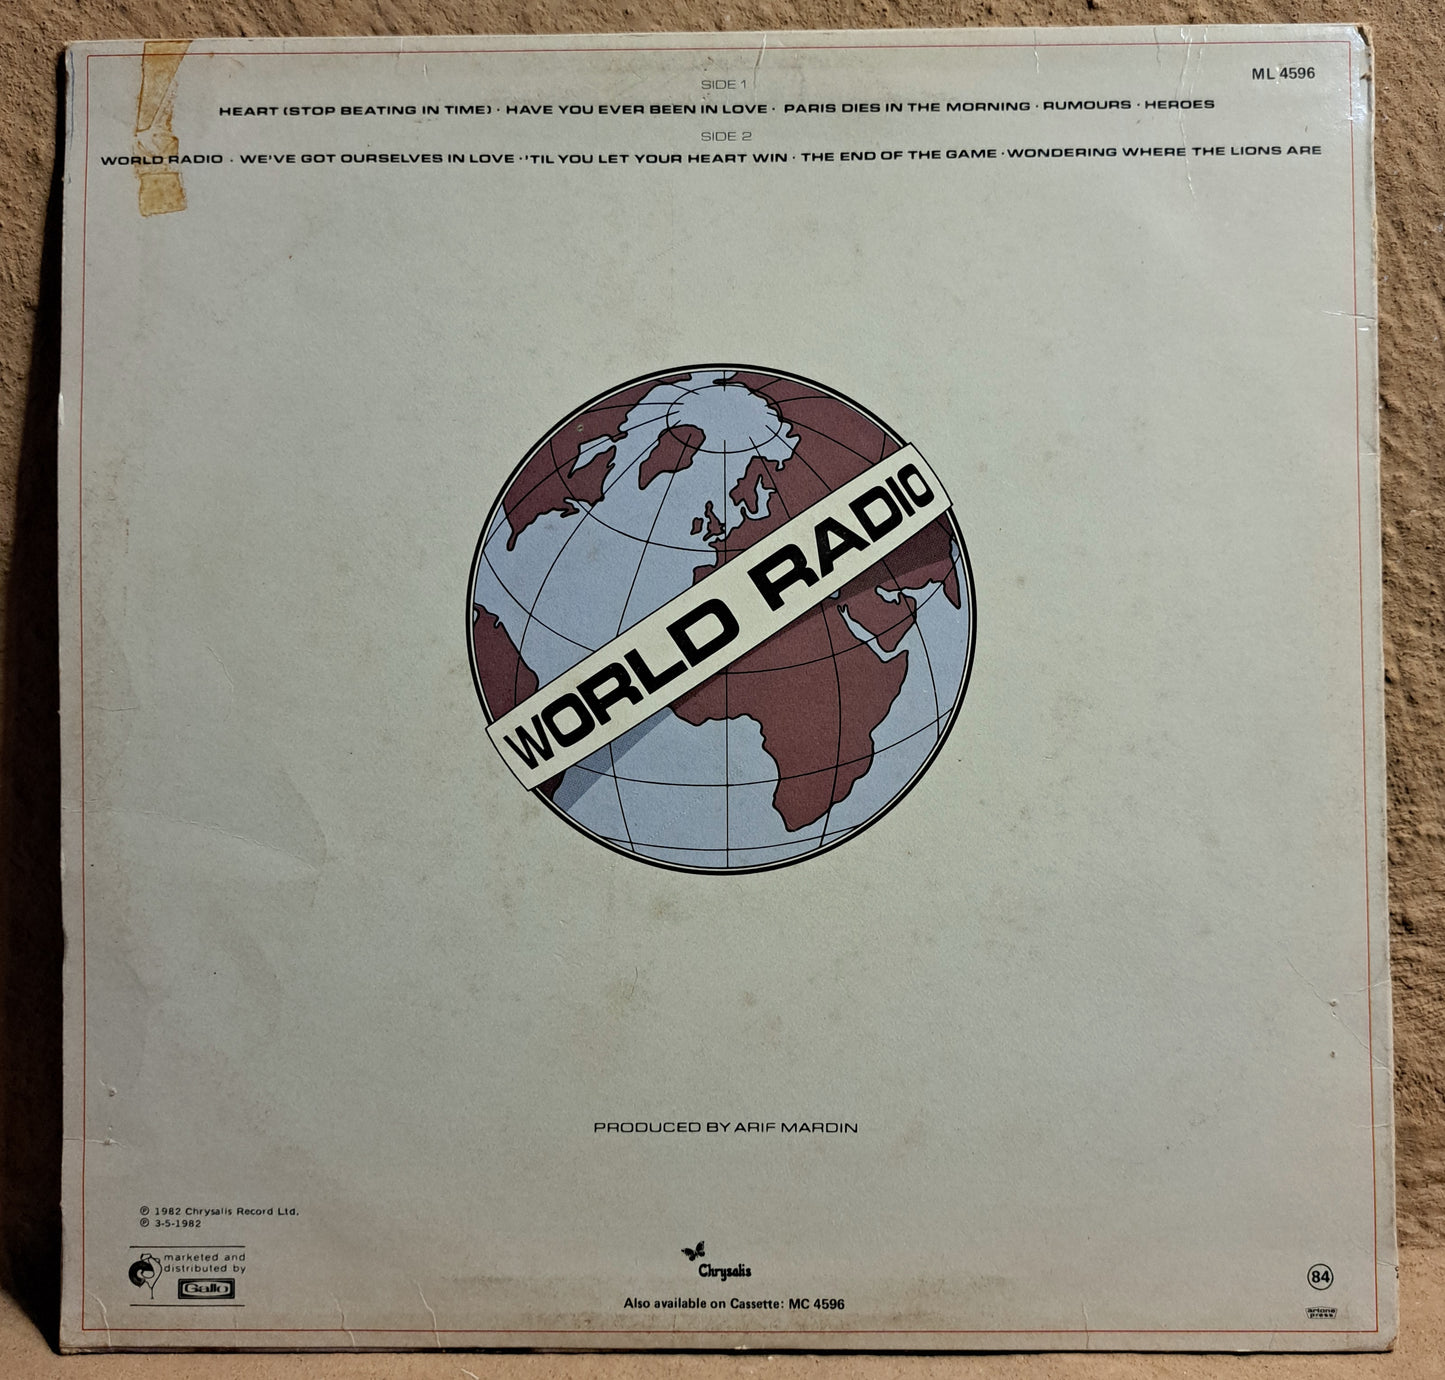 SIDE 1
ML 4596
HEART (STOP BEATING IN TIME) · HAVE YOU EVER BEEN IN LOVE · PARIS DIES IN THE MORNING · RUMOURS · HEROES
SIDE 2
WORLD RADIO · WE'VE GOT OURSELVES IN LOVE · 'TIL YOU LET YOUR HEART WIN · THE END OF THE GAME · WONDERING WHERE THE LIONS ARE
WORLD RADIO
PRODUCED BY ARIF MARDIN
℗ 1982 Chrysalis Record Ltd.
℗ 3-5-1982
marketed and
distributed by
Gallo
Chrysalis
Also available on Cassette: MC 4596
84
artone
press